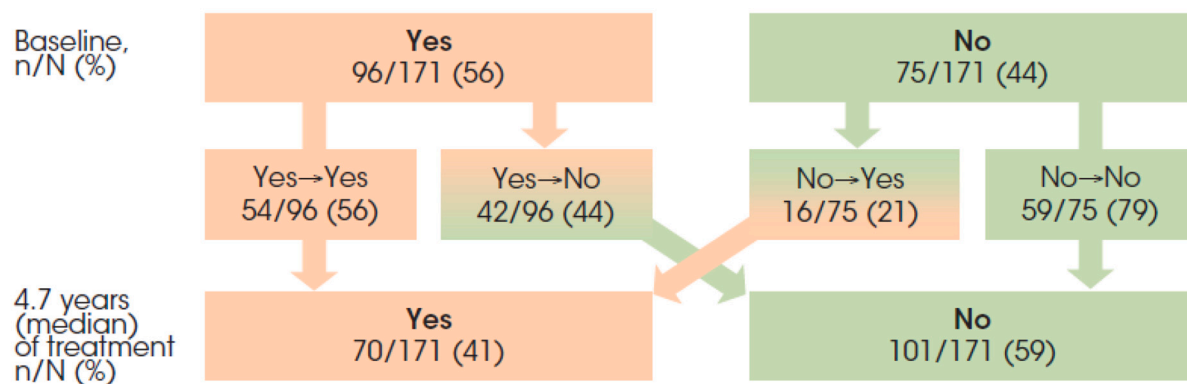 Baseline,
n/N (%)
Yes
96/171 (56)
No
75/171 (44)
Yes→Yes
54/96 (56)
Yes→No
42/96 (44)
No→Yes
16/75 (21)
No→No
59/75 (79)
4.7 years
(median)
of treatment
n/N (%)
Yes
70/171 (41)
No
101/171 (59)